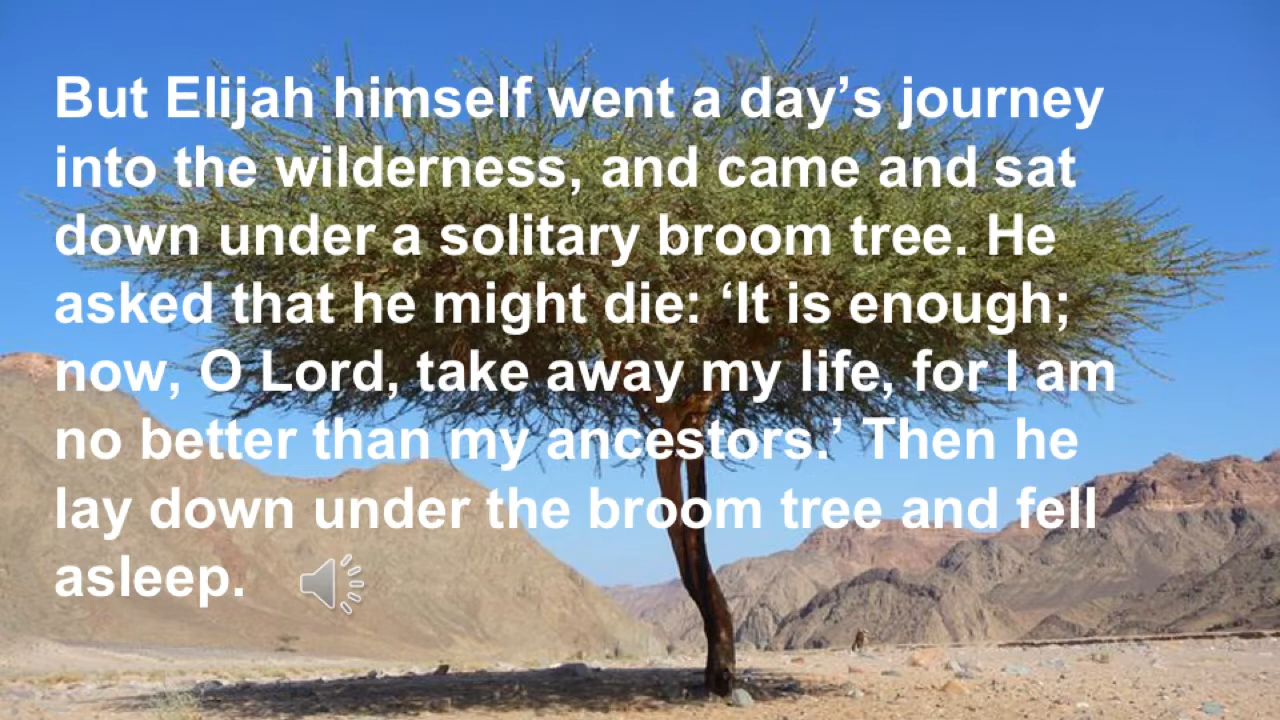 But Elijah himself went a day’s journey
into the wilderness, and came and sat
down under a solitary broom tree. He
asked that he might die: ‘It is enough;
now, O Lord, take away my life, for I am
no better than my ancestors.’ Then he
lay down under the broom tree and fell
asleep.